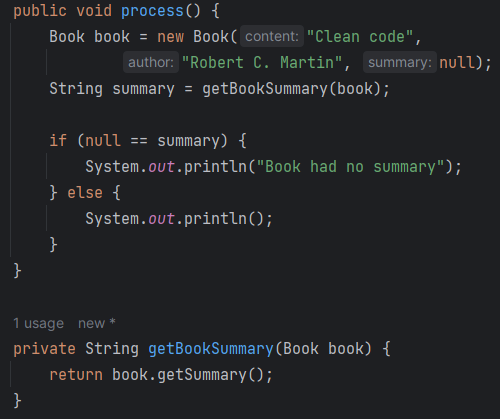 public void process() {
Book book = new Book( content: "Clean code",
author: "Robert C. Martin", summary: null);
String summary = getBookSummary(book);
if (null == summary) {
System.out.println("Book had no summary");
} else {
System.out.println();
}
}
1 usage new *
private String getBookSummary(Book book) {
return book.getSummary();
}